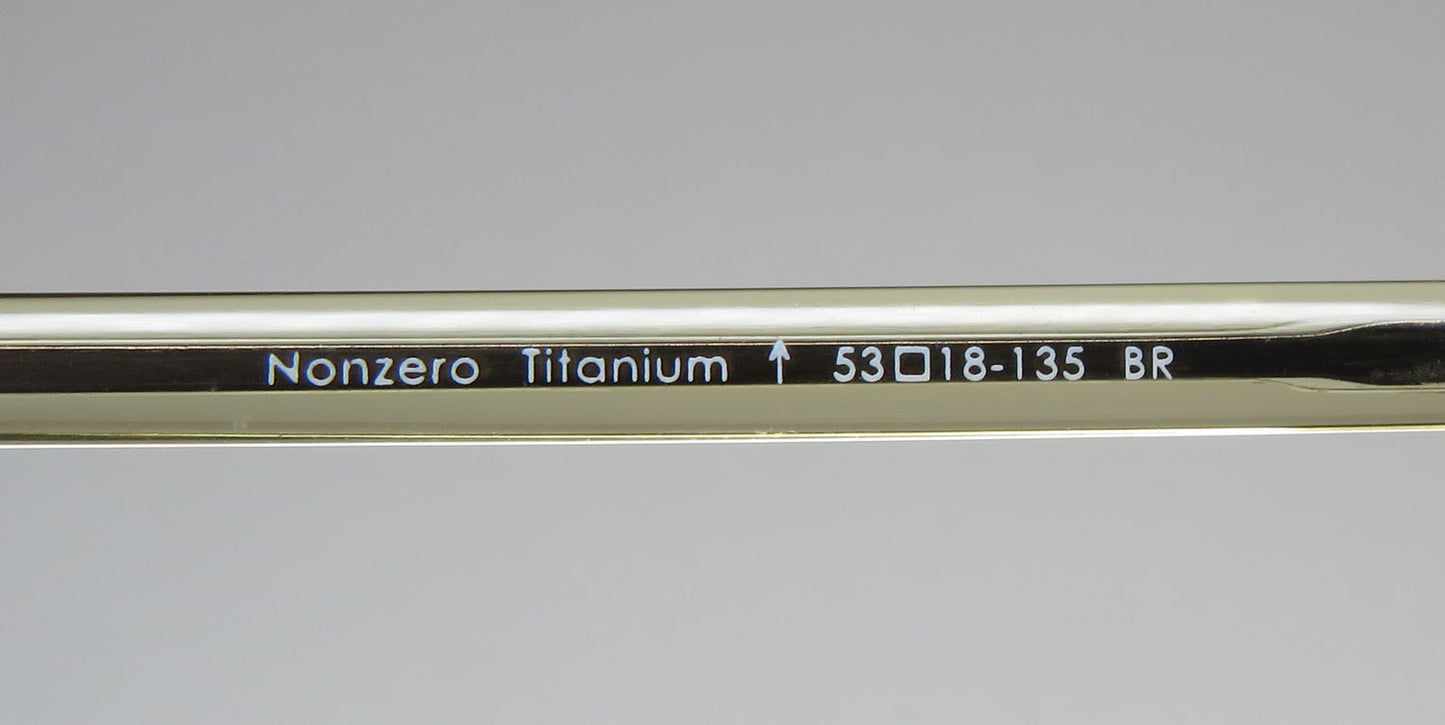 Nonzero Titanium ↑ 53□18-135 BR